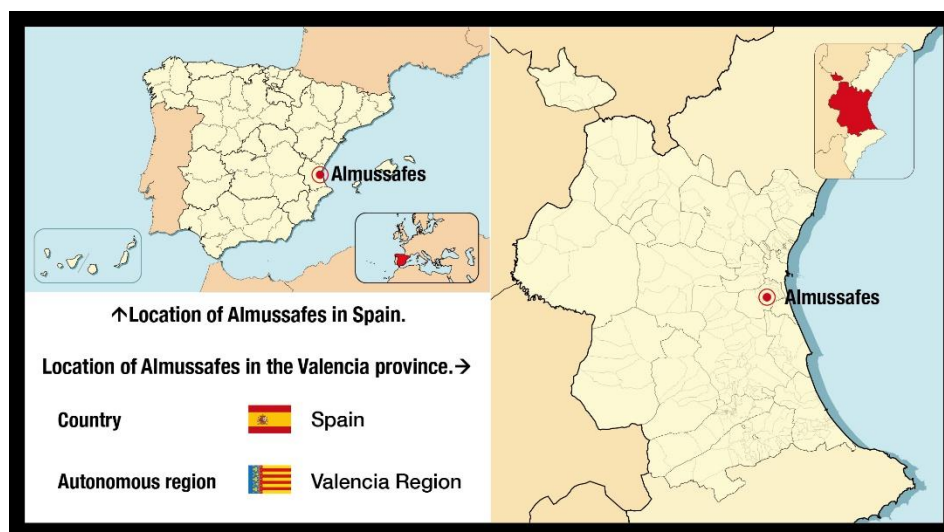 Almussafes
↑Location of Almussafes in Spain.
Location of Almussafes in the Valencia province.→
Country Spain
Autonomous region Valencia Region
Almussafes